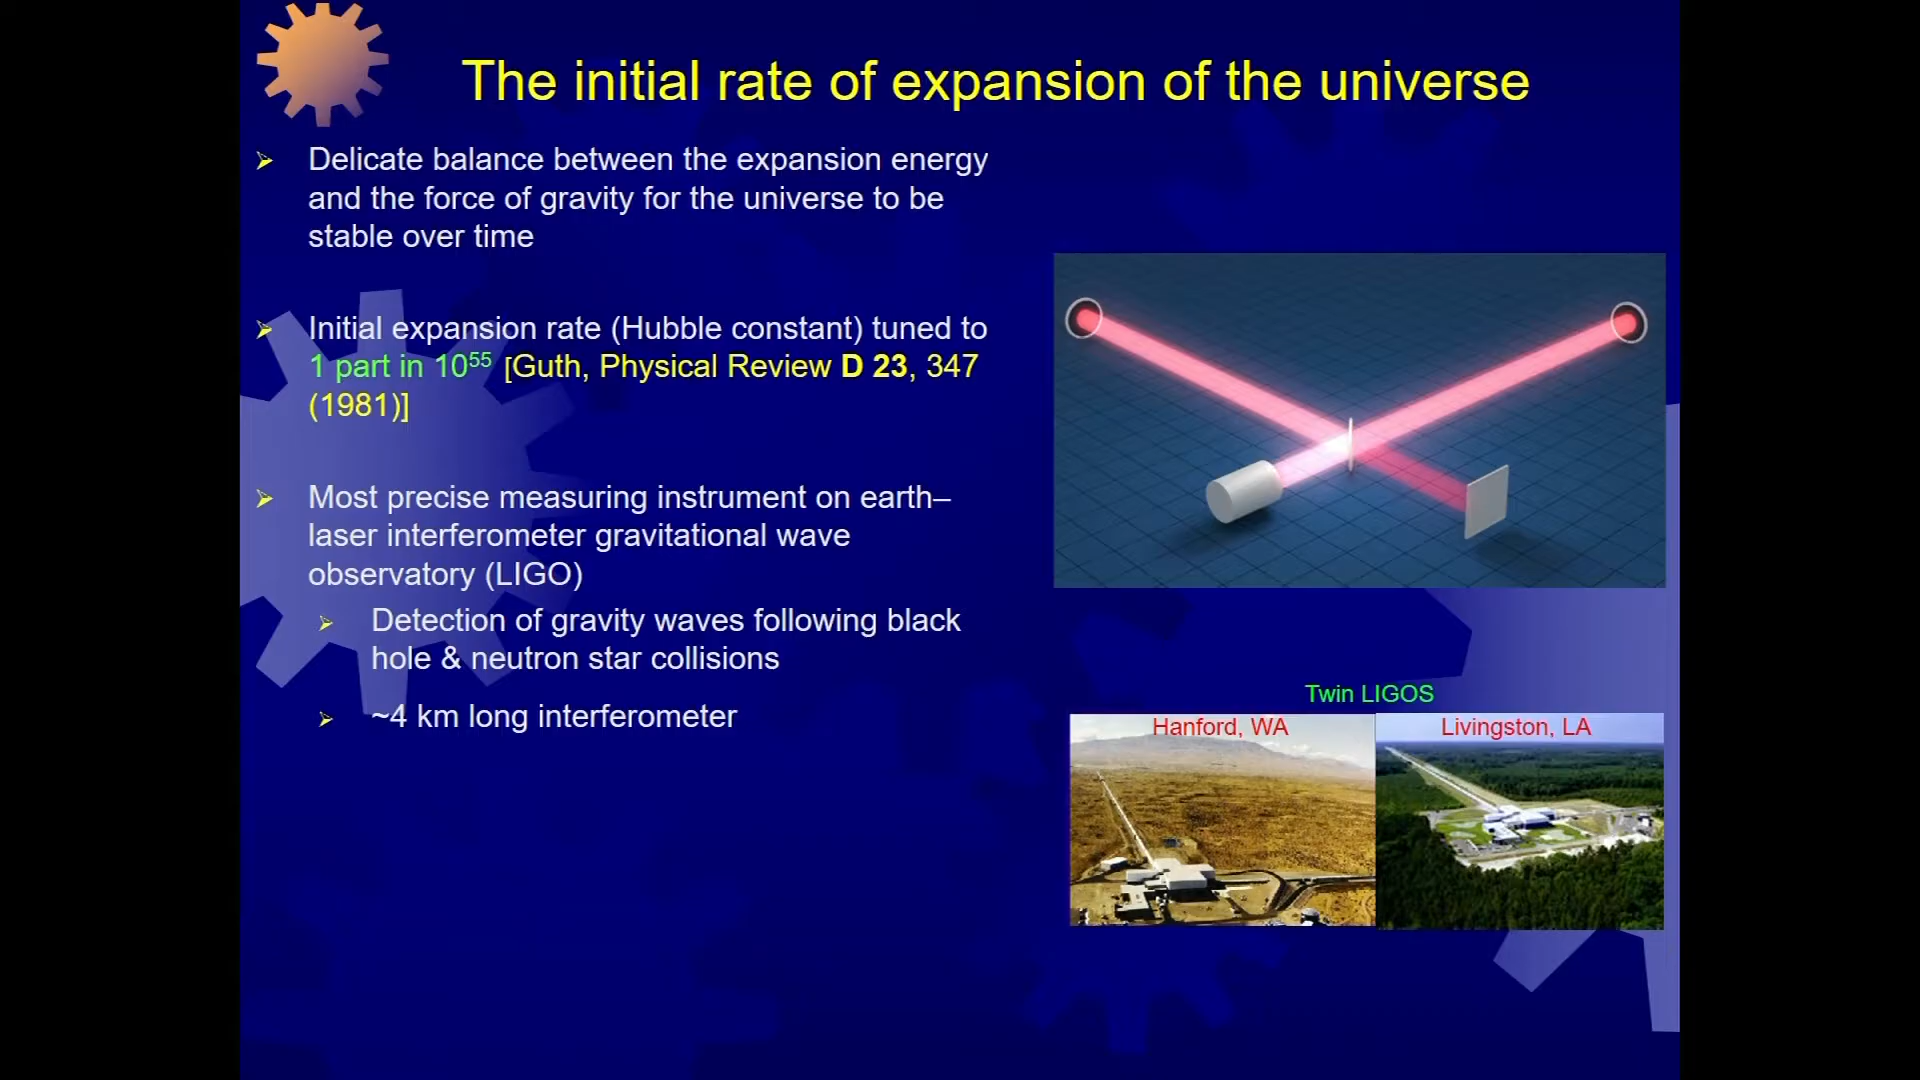 The initial rate of expansion of the universe
Delicate balance between the expansion energy
and the force of gravity for the universe to be
stable over time
Initial expansion rate (Hubble constant) tuned to
1 part in 10⁵⁵ [Guth, Physical Review D 23, 347
(1981)]
Most precise measuring instrument on earth–
laser interferometer gravitational wave
observatory (LIGO)
Detection of gravity waves following black
hole & neutron star collisions
~4 km long interferometer
Twin LIGOS
Hanford, WA
Livingston, LA